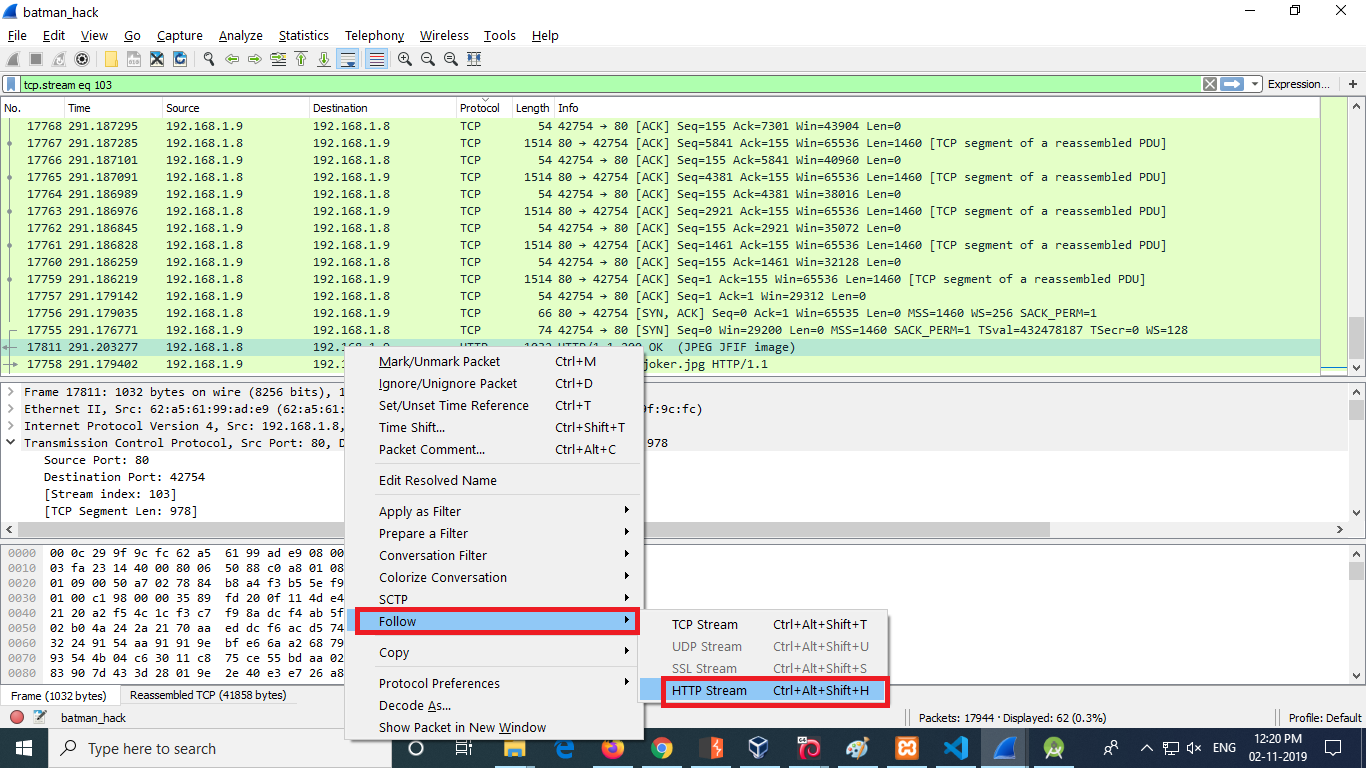 batman_hack
File Edit View Go Capture Analyze Statistics Telephony Wireless Tools Help
tcp.stream eq 103 Expression... +
No. Time Source Destination Protocol Length Info
17768 291.187295 192.168.1.9 192.168.1.8 TCP 54 42754 → 80 [ACK] Seq=155 Ack=7301 Win=43904 Len=0
17767 291.187285 192.168.1.8 192.168.1.9 TCP 1514 80 → 42754 [ACK] Seq=5841 Ack=155 Win=65536 Len=1460 [TCP segment of a reassembled PDU]
17766 291.187101 192.168.1.9 192.168.1.8 TCP 54 42754 → 80 [ACK] Seq=155 Ack=5841 Win=40960 Len=0
17765 291.187091 192.168.1.8 192.168.1.9 TCP 1514 80 → 42754 [ACK] Seq=4381 Ack=155 Win=65536 Len=1460 [TCP segment of a reassembled PDU]
17764 291.186989 192.168.1.9 192.168.1.8 TCP 54 42754 → 80 [ACK] Seq=155 Ack=4381 Win=38016 Len=0
17763 291.186976 192.168.1.8 192.168.1.9 TCP 1514 80 → 42754 [ACK] Seq=2921 Ack=155 Win=65536 Len=1460 [TCP segment of a reassembled PDU]
17762 291.186845 192.168.1.9 192.168.1.8 TCP 54 42754 → 80 [ACK] Seq=155 Ack=2921 Win=35072 Len=0
17761 291.186828 192.168.1.8 192.168.1.9 TCP 1514 80 → 42754 [ACK] Seq=1461 Ack=155 Win=65536 Len=1460 [TCP segment of a reassembled PDU]
17760 291.186259 192.168.1.9 192.168.1.8 TCP 54 42754 → 80 [ACK] Seq=155 Ack=1461 Win=32128 Len=0
17759 291.186219 192.168.1.8 192.168.1.9 TCP 1514 80 → 42754 [ACK] Seq=1 Ack=155 Win=65536 Len=1460 [TCP segment of a reassembled PDU]
17757 291.179142 192.168.1.9 192.168.1.8 TCP 54 42754 → 80 [ACK] Seq=1 Ack=1 Win=29312 Len=0
17756 291.179035 192.168.1.8 192.168.1.9 TCP 66 80 → 42754 [SYN, ACK] Seq=0 Ack=1 Win=65535 Len=0 MSS=1460 WS=256 SACK_PERM=1
17755 291.176771 192.168.1.9 192.168.1.8 TCP 74 42754 → 80 [SYN] Seq=0 Win=29200 Len=0 MSS=1460 SACK_PERM=1 TSval=432478187 TSecr=0 WS=128
17811 291.203277 192.168.1.8 192.168.1.9 HTTP 1032 HTTP/1.1 200 OK (JPEG JFIF image)
17758 291.179402 192.168.1.9 192.1 joker.jpg HTTP/1.1
Mark/Unmark Packet Ctrl+M
Ignore/Unignore Packet Ctrl+D
Set/Unset Time Reference Ctrl+T
Time Shift... Ctrl+Shift+T
Packet Comment... Ctrl+Alt+C
Edit Resolved Name
Apply as Filter
Prepare a Filter
Conversation Filter
Colorize Conversation
SCTP
Follow
Copy
Protocol Preferences
Decode As...
Show Packet in New Window
TCP Stream Ctrl+Alt+Shift+T
UDP Stream Ctrl+Alt+Shift+U
SSL Stream Ctrl+Alt+Shift+S
HTTP Stream Ctrl+Alt+Shift+H
Frame 17811: 1032 bytes on wire (8256 bits), 1
Ethernet II, Src: 62:a5:61:99:ad:e9 (62:a5:61: 9f:9c:fc)
Internet Protocol Version 4, Src: 192.168.1.8,
Transmission Control Protocol, Src Port: 80, D 978
Source Port: 80
Destination Port: 42754
[Stream index: 103]
[TCP Segment Len: 978]
0000 00 0c 29 9f 9c fc 62 a5 61 99 ad e9 08 00
0010 03 fa 23 14 40 00 80 06 50 88 c0 a8 01 08
0020 01 09 00 50 a7 02 78 84 b8 a4 f3 b5 5e f9
0030 01 00 c1 98 00 00 35 89 fd 20 0f 11 4d e4
0040 21 20 a2 f5 4c 1c f3 c7 f9 8a dc f4 ab 5f
0050 02 b0 4a 24 2a 21 70 aa ed dc f6 ac d5 74
0060 32 24 91 54 aa 91 91 9e bf e6 6a a2 68 79
0070 93 54 4b 04 c6 30 11 c8 75 ce 55 bd aa 02
0080 83 90 7d 43 3d 28 01 9e 2e 40 e3 e7 26 a8
Frame (1032 bytes) Reassembled TCP (41858 bytes)
batman_hack Packets: 17944 · Displayed: 62 (0.3%) Profile: Default
Type here to search ENG 12:20 PM
02-11-2019